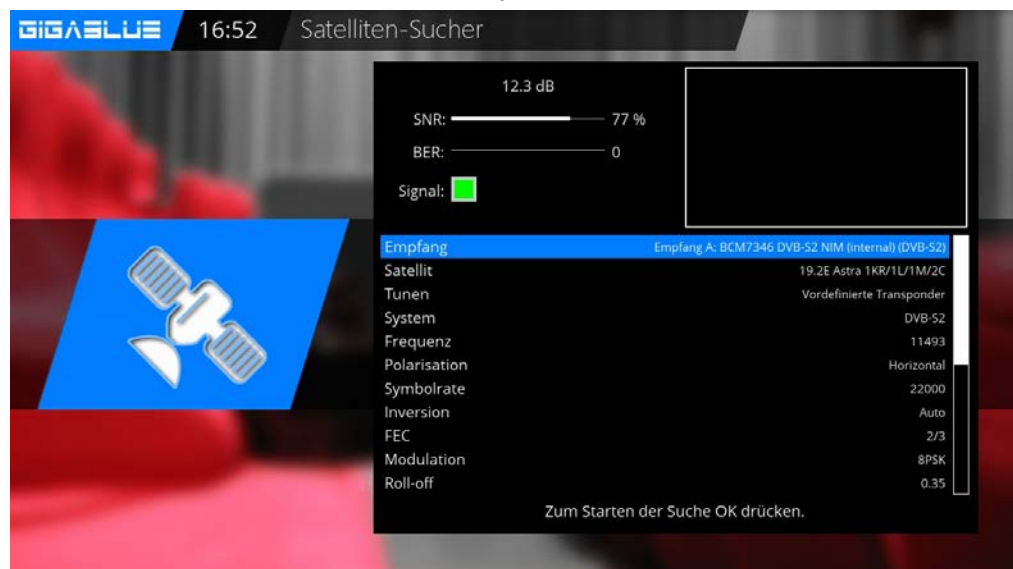 GIGABLUE 16:52 Satelliten-Sucher
12.3 dB
SNR: 77 %
BER: 0
Signal:
Empfang Empfang A: BCM7346 DVB-S2 NIM (internal) (DVB-S2)
Satellit 19.2E Astra 1KR/1L/1M/2C
Tunen Vordefinierte Transponder
System DVB-S2
Frequenz 11493
Polarisation Horizontal
Symbolrate 22000
Inversion Auto
FEC 2/3
Modulation 8PSK
Roll-off 0.35
Zum Starten der Suche OK drücken.